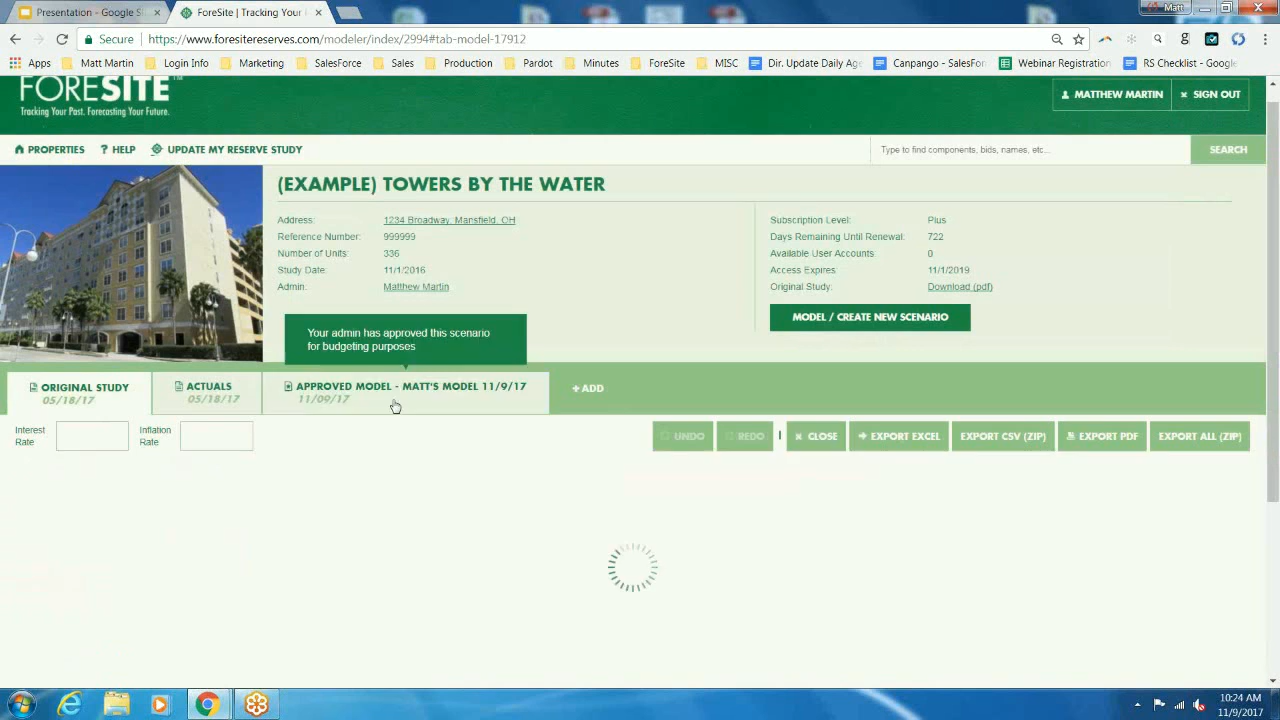 Presentation - Google Sl
ForeSite | Tracking Your
Matt
Secure
https://www.foresitereserves.com/modeler/index/2994#tab-model-17912
Apps
Matt Martin
Login Info
Marketing
SalesForce
Sales
Production
Pardot
Minutes
ForeSite
MISC
Dir. Update Daily Age
Canpango - SalesFor
Webinar Registration
RS Checklist - Google
FORESITE™
Tracking Your Past. Forecasting Your Future.
MATTHEW MARTIN
SIGN OUT
PROPERTIES
? HELP
UPDATE MY RESERVE STUDY
Type to find components, bids, names, etc...
SEARCH
(EXAMPLE) TOWERS BY THE WATER
Address: 1234 Broadway, Mansfield, OH
Reference Number: 999999
Number of Units: 336
Study Date: 11/1/2016
Admin: Matthew Martin
Subscription Level: Plus
Days Remaining Until Renewal: 722
Available User Accounts: 0
Access Expires: 11/1/2019
Original Study: Download (pdf)
MODEL / CREATE NEW SCENARIO
Your admin has approved this scenario
for budgeting purposes
ORIGINAL STUDY
05/18/17
ACTUALS
05/18/17
APPROVED MODEL - MATT'S MODEL 11/9/17
11/09/17
+ ADD
Interest
Rate
Inflation
Rate
UNDO
REDO
CLOSE
EXPORT EXCEL
EXPORT CSV (ZIP)
EXPORT PDF
EXPORT ALL (ZIP)
10:24 AM
11/9/2017